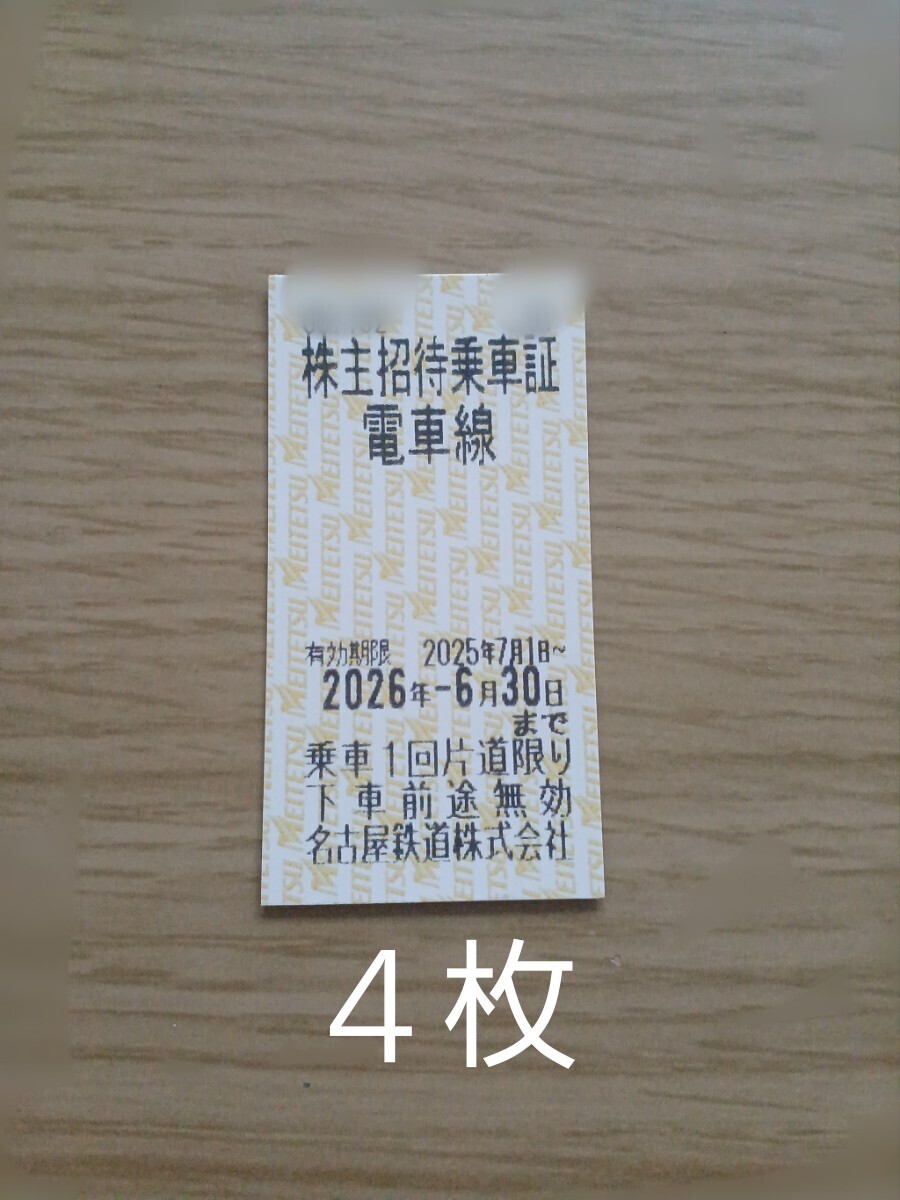 株主招待乗車証
電車線
有効期限 2025年7月1日~
2026年-6月30日
まで
乗車1回片道限り
下車前途無効
名古屋鉄道株式会社
MEITETSU
4枚